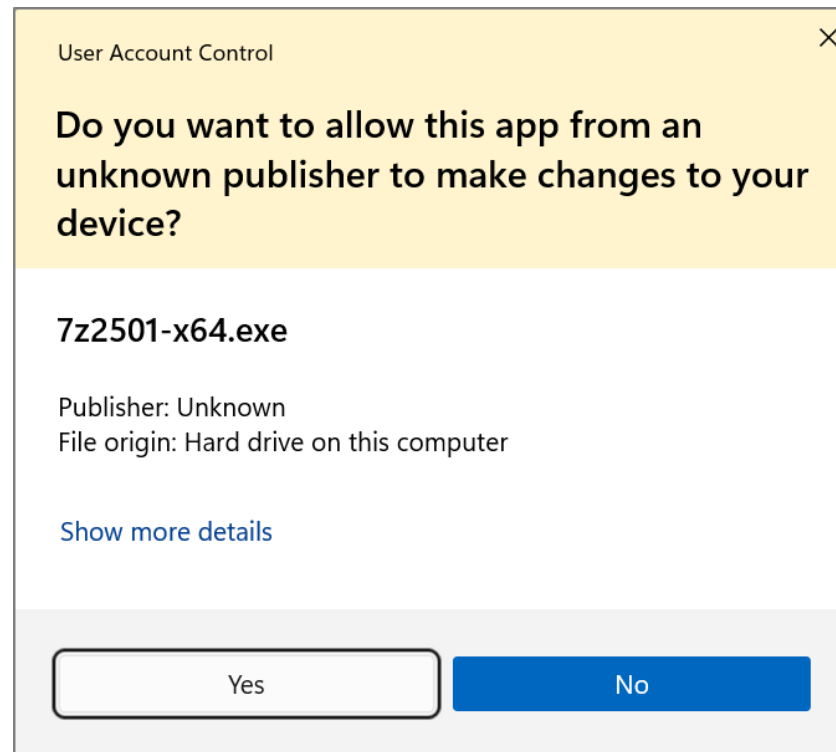 User Account Control
Do you want to allow this app from an
unknown publisher to make changes to your
device?
7z2501-x64.exe
Publisher: Unknown
File origin: Hard drive on this computer
Show more details
Yes
No